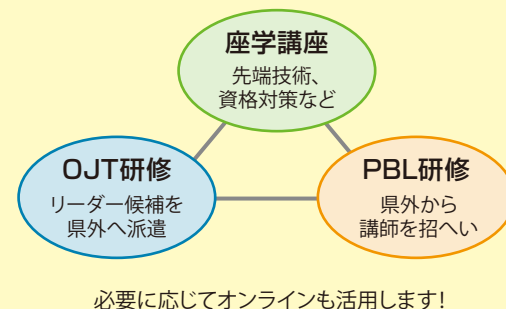 座学講座
先端技術、
資格対策など
OJT研修
リーダー候補を
県外へ派遣
PBL研修
県外から
講師を招へい
必要に応じてオンラインも活用します！